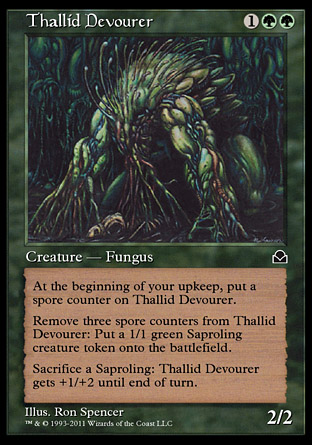 Thallid Devourer 1
Creature — Fungus
At the beginning of your upkeep, put a
spore counter on Thallid Devourer.
Remove three spore counters from Thallid
Devourer: Put a 1/1 green Saproling
creature token onto the battlefield.
Sacrifice a Saproling: Thallid Devourer
gets +1/+2 until end of turn.
Illus. Ron Spencer
™ & © 1993-2011 Wizards of the Coast LLC
2/2